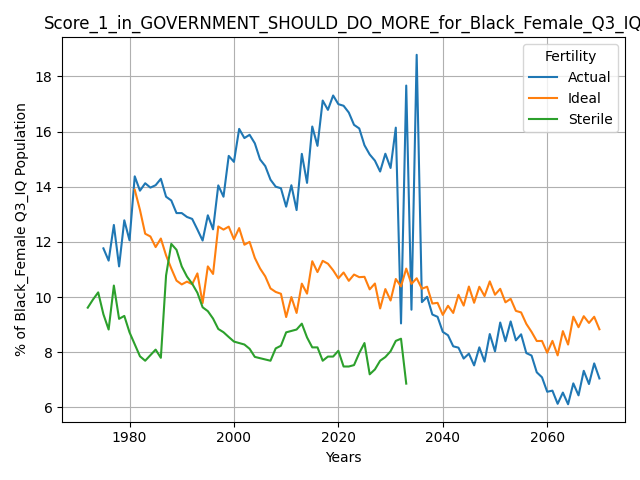 Score_1_in_GOVERNMENT_SHOULD_DO_MORE_for_Black_Female_Q3_IQ
Fertility
Actual
Ideal
Sterile
% of Black_Female Q3_IQ Population
18
16
14
12
10
8
6
1980 2000 2020 2040 2060
Years